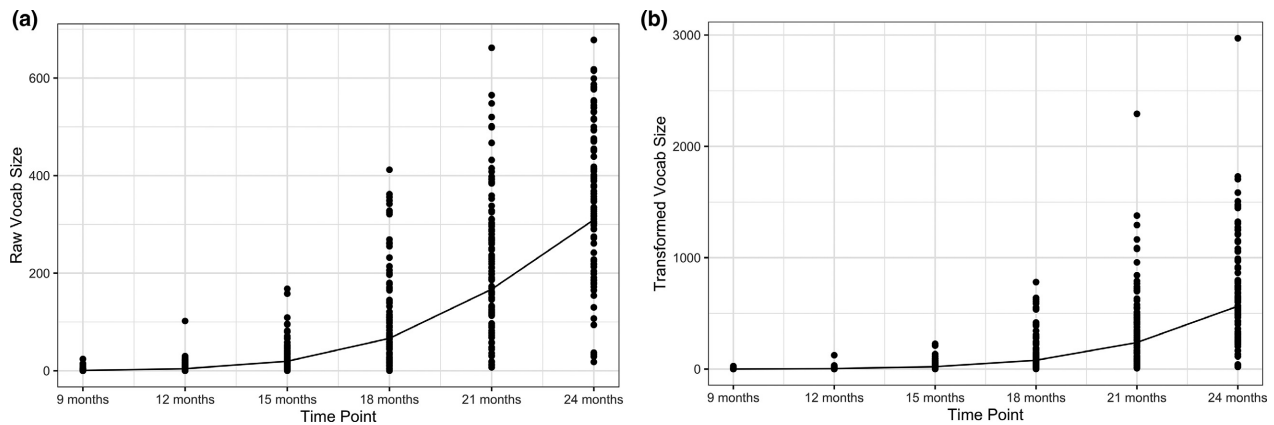 (a)
Raw Vocab Size
600
400
200
0
9 months 12 months 15 months 18 months 21 months 24 months
Time Point
(b)
Transformed Vocab Size
3000
2000
1000
0
9 months 12 months 15 months 18 months 21 months 24 months
Time Point